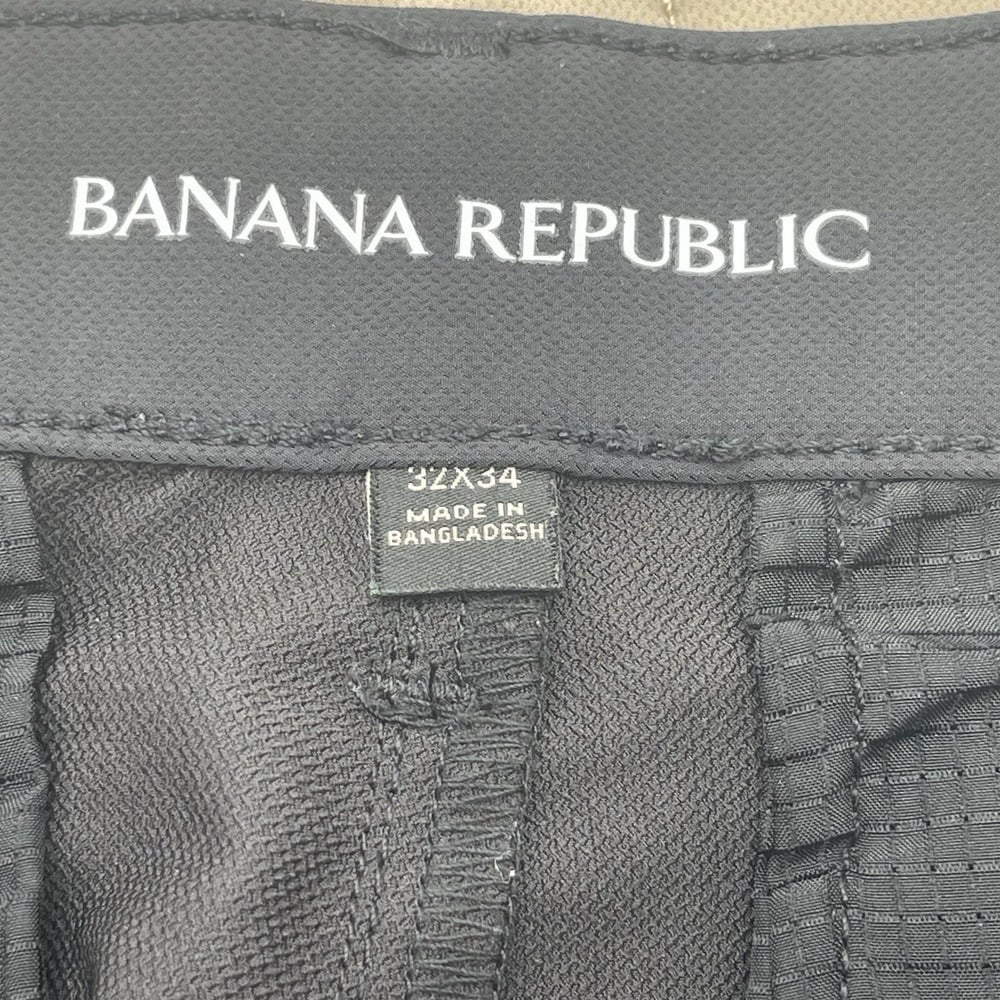 BANANA REPUBLIC
32X34
MADE IN
BANGLADESH